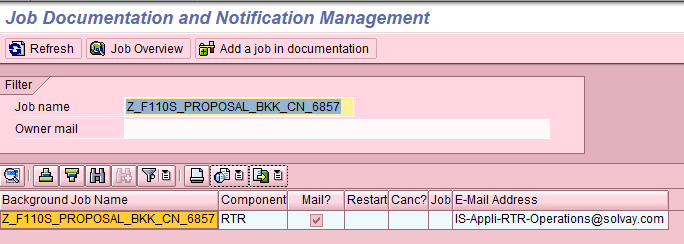 Job Documentation and Notification Management
Refresh Job Overview Add a job in documentation
Filter
Job name Z_F110S_PROPOSAL_BKK_CN_6857
Owner mail
Background Job Name Component Mail? Restart Canc? Job E-Mail Address
Z_F110S_PROPOSAL_BKK_CN_6857 RTR IS-Appli-RTR-Operations@solvay.com